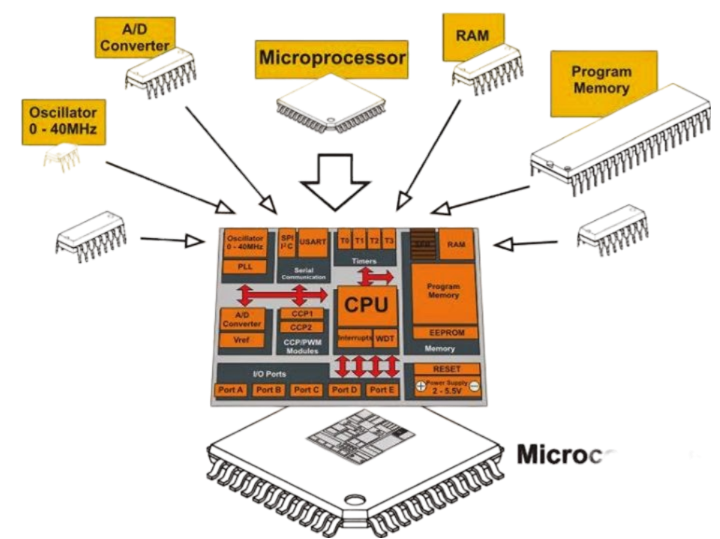 A/D
Converter
Microprocessor
RAM
Program
Memory
Oscillator
0 - 40MHz
Oscillator
0 - 40MHz
PLL
SPI
I²C
USART
Serial
Communication
T0 T1 T2 T3
Timers
SFR
RAM
Program
Memory
EEPROM
Memory
A/D
Converter
Vref
CCP1
CCP2
CCP/PWM
Modules
CPU
Interrupts
WDT
I/O Ports
Port A Port B Port C Port D Port E
RESET
Power Supply
2 - 5.5V